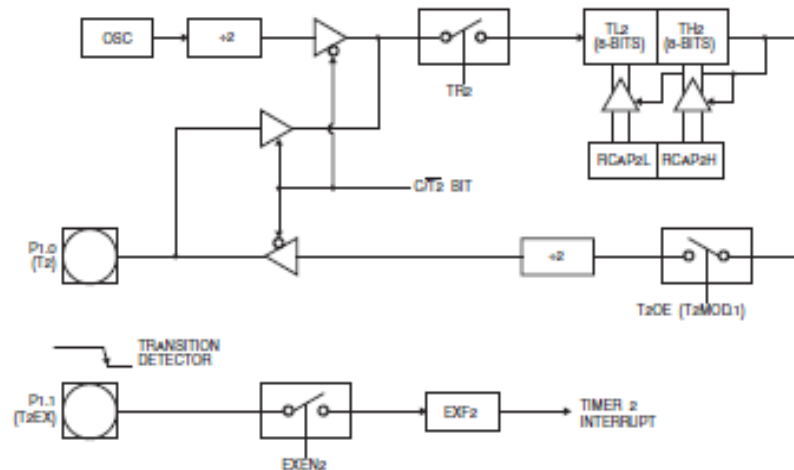 OSC
÷2
TR2
TL2
(8-BITS)
TH2
(8-BITS)
RCAP2L
RCAP2H
C/T2 BIT
P1.0
(T2)
÷2
T2OE (T2MOD.1)
TRANSITION
DETECTOR
P1.1
(T2EX)
EXEN2
EXF2
TIMER 2
INTERRUPT